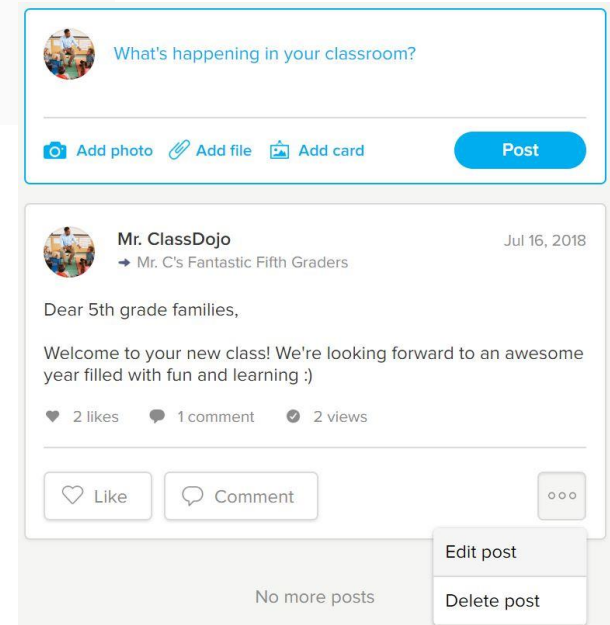 What's happening in your classroom?
Add photo Add file Add card Post
Mr. ClassDojo Jul 16, 2018
Mr. C's Fantastic Fifth Graders
Dear 5th grade families,
Welcome to your new class! We're looking forward to an awesome
year filled with fun and learning :)
2 likes 1 comment 2 views
Like Comment
Edit post
No more posts
Delete post